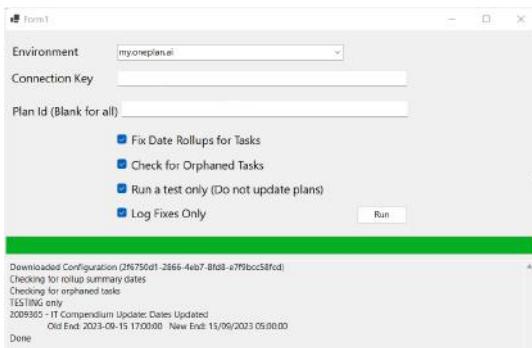 Form1
Environment
my.oneplan.ai
Connection Key
Plan Id (Blank for all)
Fix Date Rollups for Tasks
Check for Orphaned Tasks
Run a test only (Do not update plans)
Log Fixes Only
Run
Downloaded Configuration (2f6750d1-2866-4eb7-8fd8-e7f9bcc58fcd)
Checking for rollup summary dates
Checking for orphaned tasks
TESTING only
2009365 - IT Compendium Update: Dates Updated
Old End: 2023-09-15 17:00:00 New End: 15/09/2023 05:00:00
Done